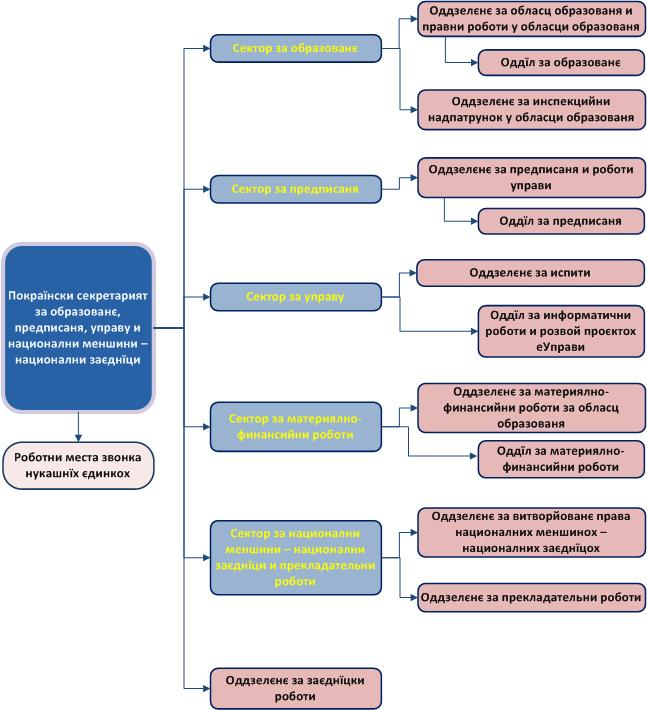 Покраїнски секретарият
за образованє,
предписаня, управу и
национални меншини –
национални заєднїци
Роботни места звонка
нукашнїх єдинкох
Сектор за образованє
Оддзелєнє за обласц образованя и
правни роботи у обласци образованя
Оддїл за образованє
Оддзелєнє за инспекцийни
надпатрунок у обласци образованя
Сектор за предписаня
Оддзелєнє за предписаня и роботи
управи
Оддїл за предписаня
Сектор за управу
Оддзелєнє за испити
Оддїл за информатични
роботи и розвой проєктох
еУправи
Сектор за материялно-
финансийни роботи
Оддзелєнє за материялно-
финансийни роботи за обласц
образованя
Оддїл за материялно-
финансийни роботи
Сектор за национални
меншини – национални
заєднїци и прекладательни
роботи
Оддзелєнє за витворйованє права
националних меншинох –
националних заєднїцох
Оддзелєнє за прекладательни роботи
Оддзелєнє за заєднїцки
роботи